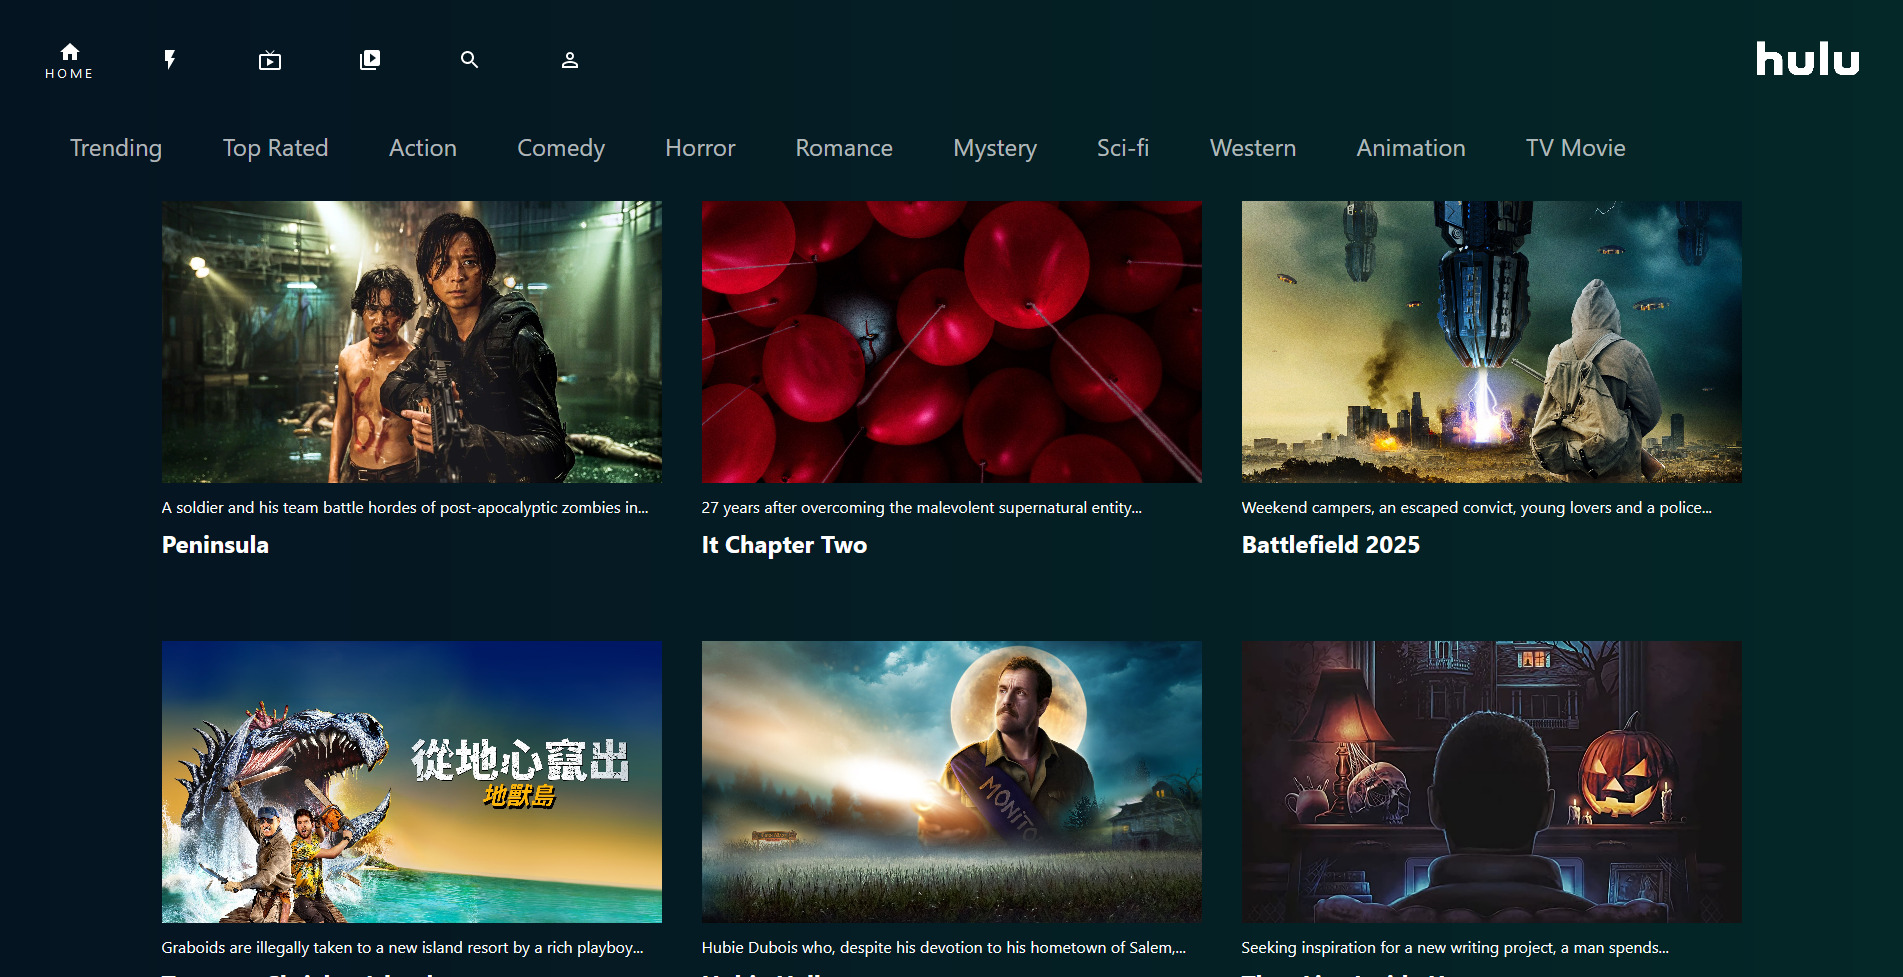 HOME
hulu
Trending
Top Rated
Action
Comedy
Horror
Romance
Mystery
Sci-fi
Western
Animation
TV Movie
A soldier and his team battle hordes of post-apocalyptic zombies in...
Peninsula
27 years after overcoming the malevolent supernatural entity...
It Chapter Two
Weekend campers, an escaped convict, young lovers and a police...
Battlefield 2025
從地心竄出
地獸島
MONITO
Graboids are illegally taken to a new island resort by a rich playboy...
Hubie Dubois who, despite his devotion to his hometown of Salem,...
Seeking inspiration for a new writing project, a man spends...